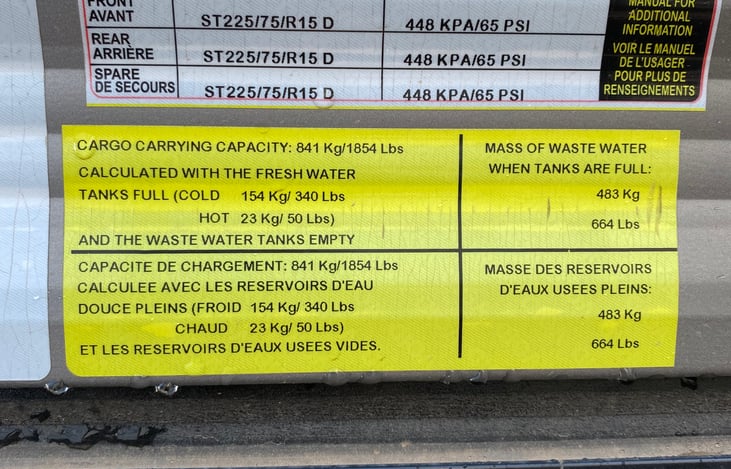 FRONT
AVANT
ST225/75/R15 D
448 KPA/65 PSI
MANUAL FOR
ADDITIONAL
INFORMATION
VOIR LE MANUEL
DE L'USAGER
POUR PLUS DE
RENSEIGNEMENTS
REAR
ARRIÈRE
ST225/75/R15 D
448 KPA/65 PSI
SPARE
DE SECOURS
ST225/75/R15 D
448 KPA/65 PSI
CARGO CARRYING CAPACITY: 841 Kg/1854 Lbs
CALCULATED WITH THE FRESH WATER
TANKS FULL (COLD 154 Kg/ 340 Lbs
HOT 23 Kg/ 50 Lbs)
AND THE WASTE WATER TANKS EMPTY
MASS OF WASTE WATER
WHEN TANKS ARE FULL:
483 Kg
664 Lbs
CAPACITE DE CHARGEMENT: 841 Kg/1854 Lbs
CALCULEE AVEC LES RESERVOIRS D'EAU
DOUCE PLEINS (FROID 154 Kg/ 340 Lbs
CHAUD 23 Kg/ 50 Lbs)
ET LES RESERVOIRS D'EAUX USEES VIDES.
MASSE DES RESERVOIRS
D'EAUX USEES PLEINS:
483 Kg
664 Lbs